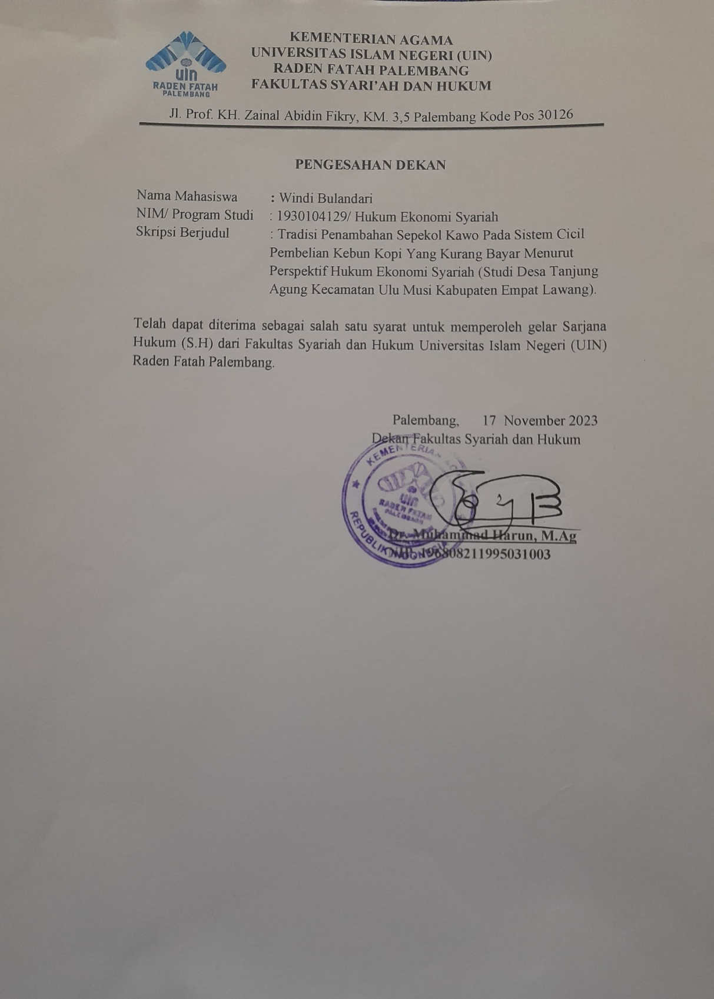 KEMENTERIAN AGAMA
UNIVERSITAS ISLAM NEGERI (UIN)
RADEN FATAH PALEMBANG
FAKULTAS SYARI'AH DAN HUKUM
uin
RADEN FATAH
PALEMBANG
Jl. Prof. KH. Zainal Abidin Fikry, KM. 3,5 Palembang Kode Pos 30126
PENGESAHAN DEKAN
Nama Mahasiswa : Windi Bulandari
NIM/ Program Studi : 1930104129/ Hukum Ekonomi Syariah
Skripsi Berjudul : Tradisi Penambahan Sepekol Kawo Pada Sistem Cicil
Pembelian Kebun Kopi Yang Kurang Bayar Menurut
Perspektif Hukum Ekonomi Syariah (Studi Desa Tanjung
Agung Kecamatan Ulu Musi Kabupaten Empat Lawang).
Telah dapat diterima sebagai salah satu syarat untuk memperoleh gelar Sarjana
Hukum (S.H) dari Fakultas Syariah dan Hukum Universitas Islam Negeri (UIN)
Raden Fatah Palembang.
Palembang, 17 November 2023
Dekan Fakultas Syariah dan Hukum
KEMENTERIAN
uin
RADEN FATAH
PALEMBANG
REPUBLIK INDONESIA
Dr. Muhammad Harun, M.Ag
NIP. 196808211995031003